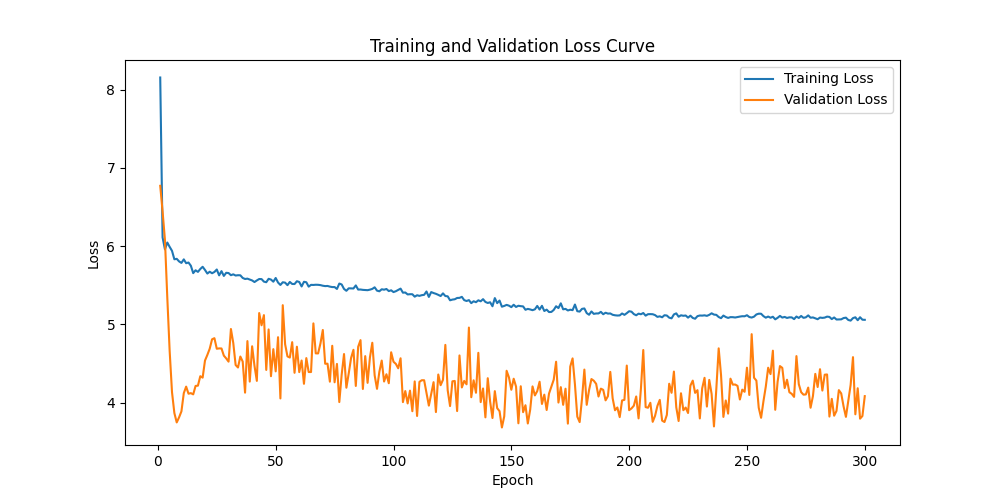 Training and Validation Loss Curve
Training Loss
Validation Loss
Loss
8
7
6
5
4
0 50 100 150 200 250 300
Epoch